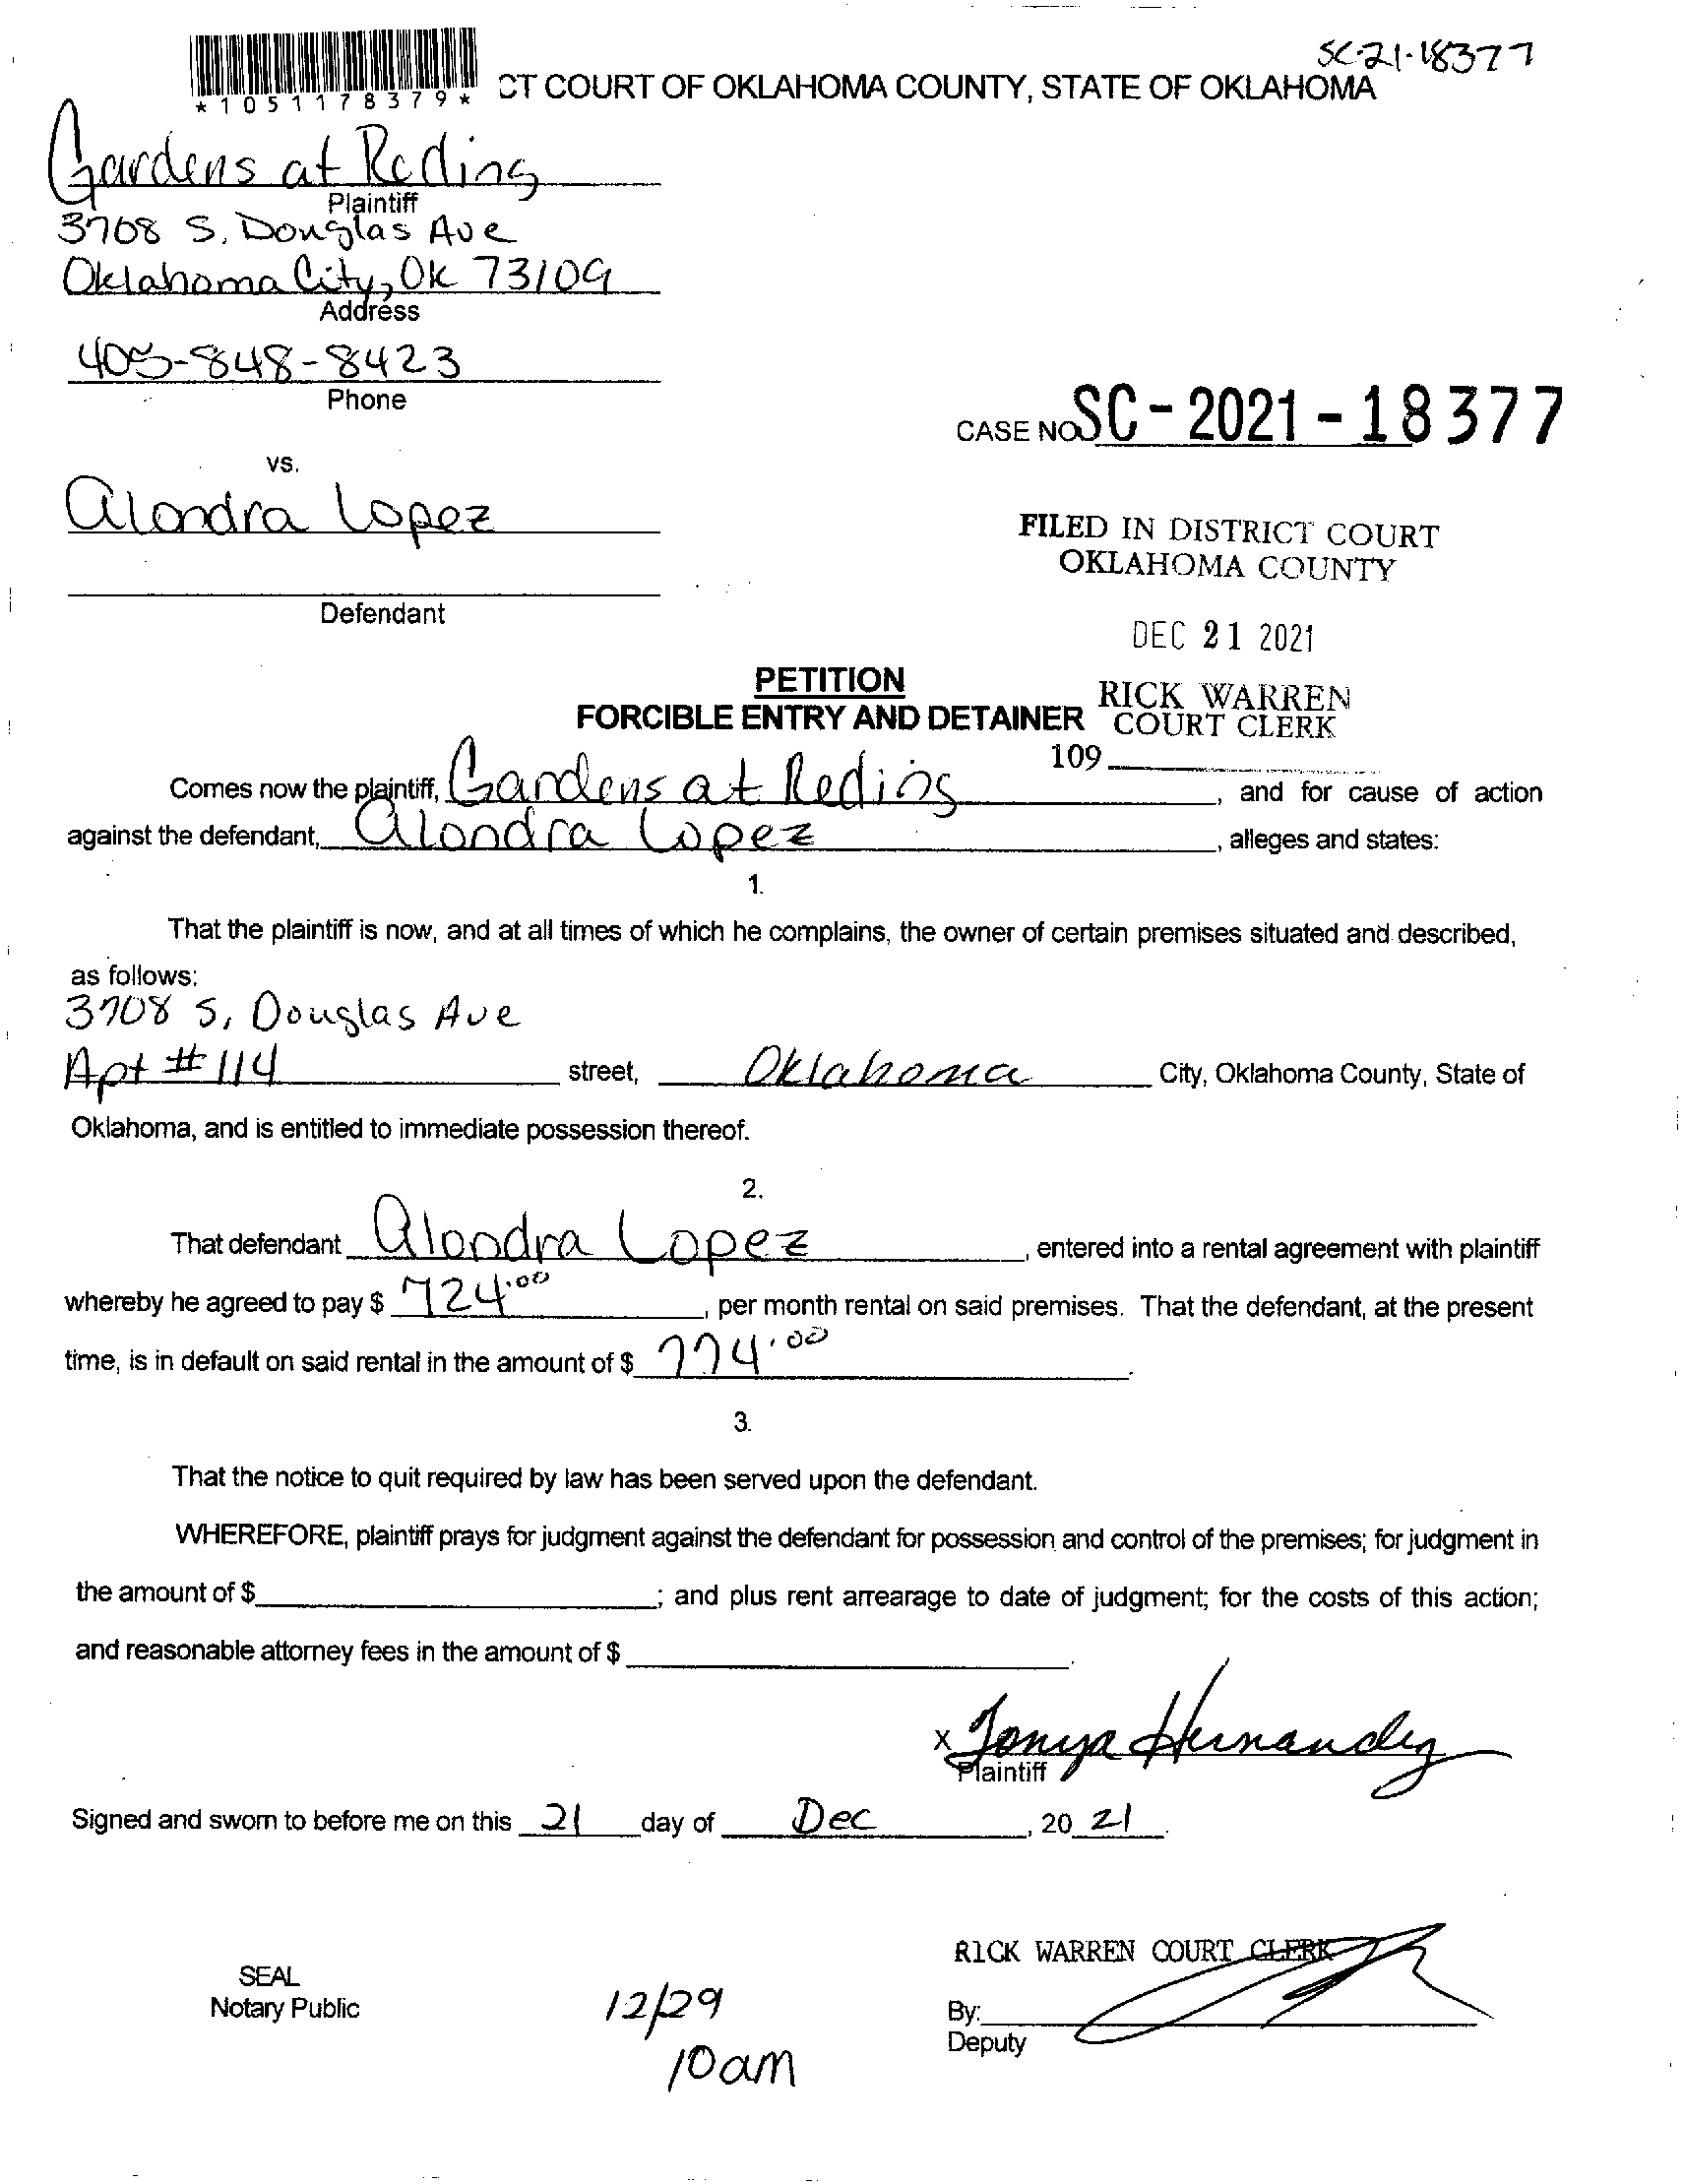 SC-21-18377
*1051178379*
CT COURT OF OKLAHOMA COUNTY, STATE OF OKLAHOMA
Gardens at Reding
Plaintiff
3708 S. Douglas Ave
Oklahoma City, OK 73109
Address
405-848-8423
Phone
CASE NO SC-2021-18377
vs.
Alondra Lopez
FILED IN DISTRICT COURT
OKLAHOMA COUNTY
Defendant
DEC 21 2021
PETITION
RICK WARREN
FORCIBLE ENTRY AND DETAINER
COURT CLERK
109
Comes now the plaintiff, Gardens at Reding, and for cause of action
against the defendant, Alondra Lopez, alleges and states:
1.
That the plaintiff is now, and at all times of which he complains, the owner of certain premises situated and described,
as follows:
3708 S, Douglas Ave
Apt #114 street, Oklahoma City, Oklahoma County, State of
Oklahoma, and is entitled to immediate possession thereof.
2.
That defendant Alondra Lopez, entered into a rental agreement with plaintiff
whereby he agreed to pay $ 724.00, per month rental on said premises. That the defendant, at the present
time, is in default on said rental in the amount of $ 774.00.
3.
That the notice to quit required by law has been served upon the defendant.
WHEREFORE, plaintiff prays for judgment against the defendant for possession and control of the premises; for judgment in
the amount of $; and plus rent arrearage to date of judgment; for the costs of this action;
and reasonable attorney fees in the amount of $.
x Tonya Hernandez
Plaintiff
Signed and sworn to before me on this 21 day of Dec, 20 21.
RICK WARREN COURT CLERK
SEAL
Notary Public
12/29
By:
Deputy
10am